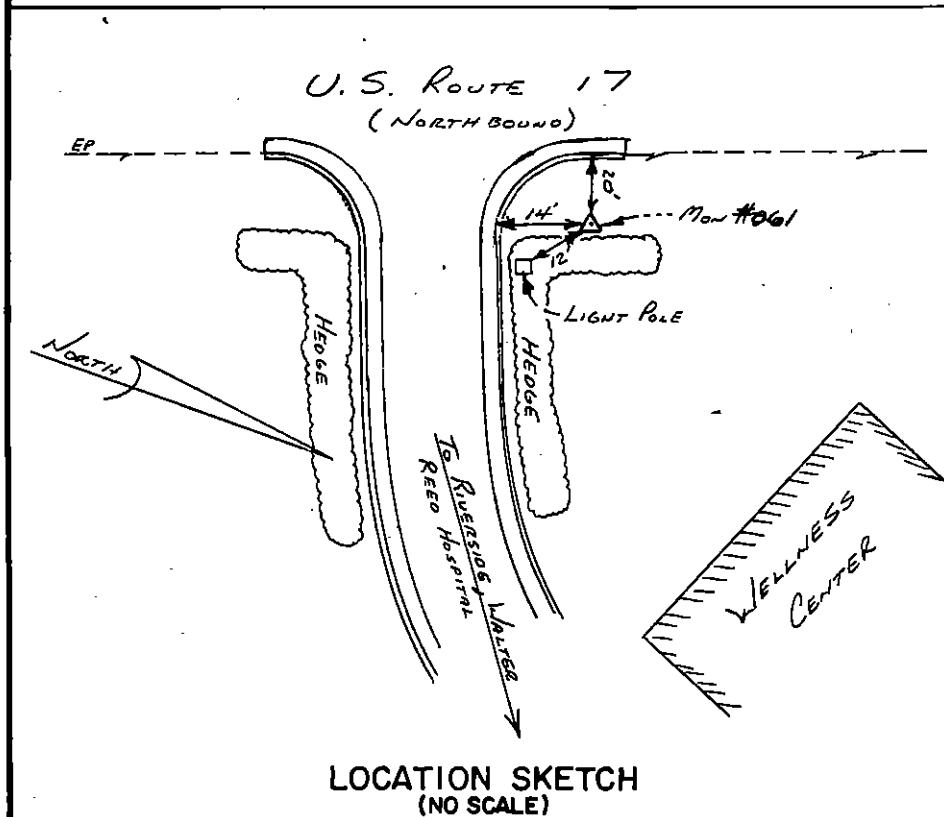 U.S. ROUTE 17
(NORTHBOUND)
EP
20'
14'
MON #061
12'
LIGHT POLE
HEDGE
HEDGE
NORTH
TO RIVERSIDE, WALTER
REED HOSPITAL
WELLNESS
CENTER
LOCATION SKETCH
(NO SCALE)